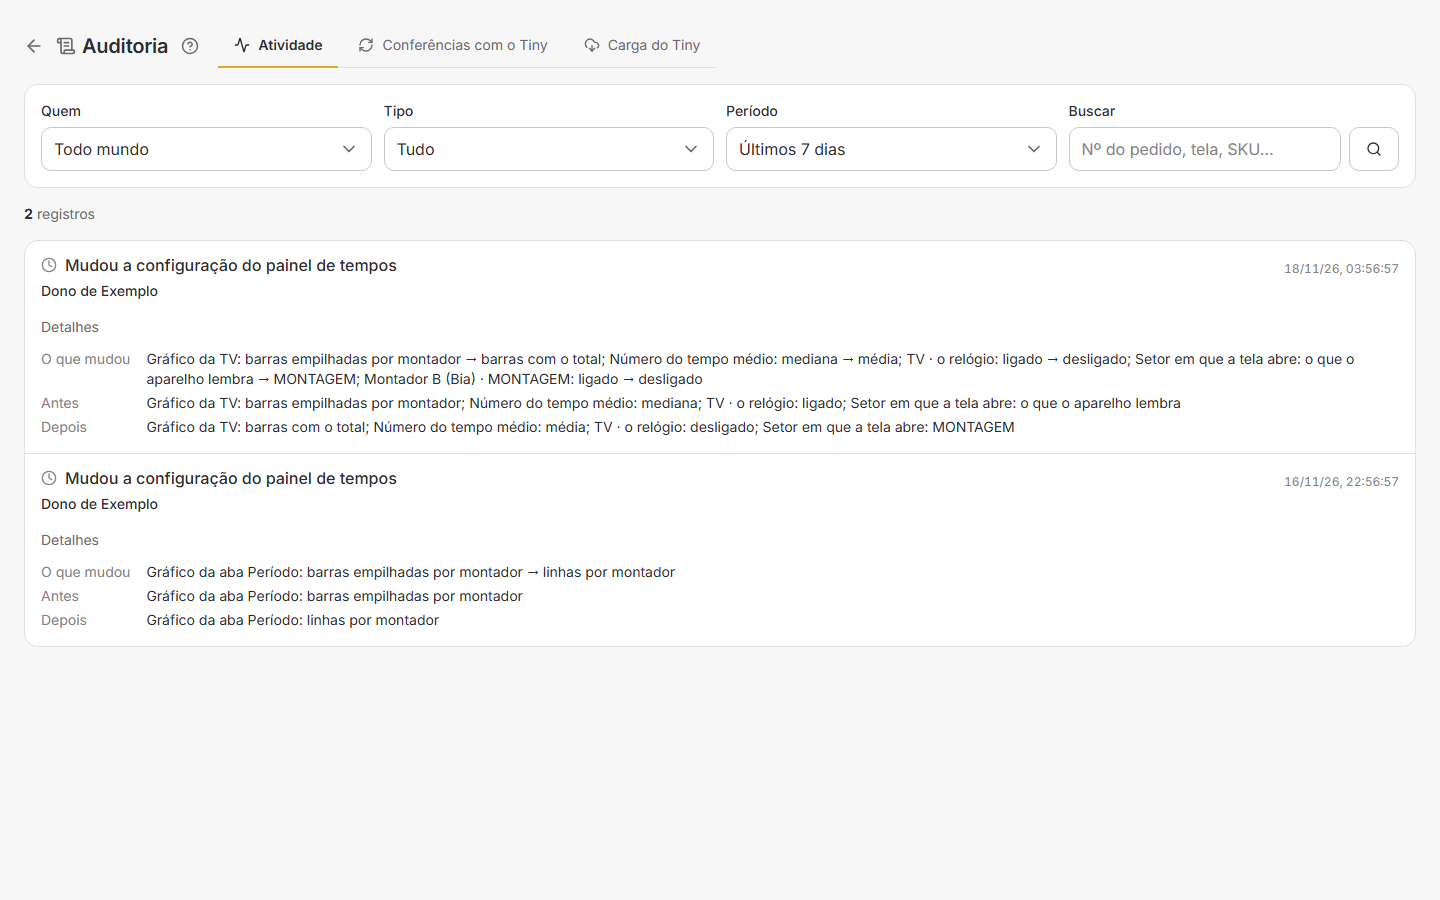 Auditoria
Atividade
Conferências com o Tiny
Carga do Tiny
Quem
Tipo
Período
Buscar
Todo mundo
Tudo
Últimos 7 dias
Nº do pedido, tela, SKU...
2 registros
Mudou a configuração do painel de tempos
18/11/26, 03:56:57
Dono de Exemplo
Detalhes
O que mudou
Gráfico da TV: barras empilhadas por montador → barras com o total; Número do tempo médio: mediana → média; TV · o relógio: ligado → desligado; Setor em que a tela abre: o que o
aparelho lembra → MONTAGEM; Montador B (Bia) · MONTAGEM: ligado → desligado
Antes
Gráfico da TV: barras empilhadas por montador; Número do tempo médio: mediana; TV · o relógio: ligado; Setor em que a tela abre: o que o aparelho lembra
Depois
Gráfico da TV: barras com o total; Número do tempo médio: média; TV · o relógio: desligado; Setor em que a tela abre: MONTAGEM
Mudou a configuração do painel de tempos
16/11/26, 22:56:57
Dono de Exemplo
Detalhes
O que mudou
Gráfico da aba Período: barras empilhadas por montador → linhas por montador
Antes
Gráfico da aba Período: barras empilhadas por montador
Depois
Gráfico da aba Período: linhas por montador